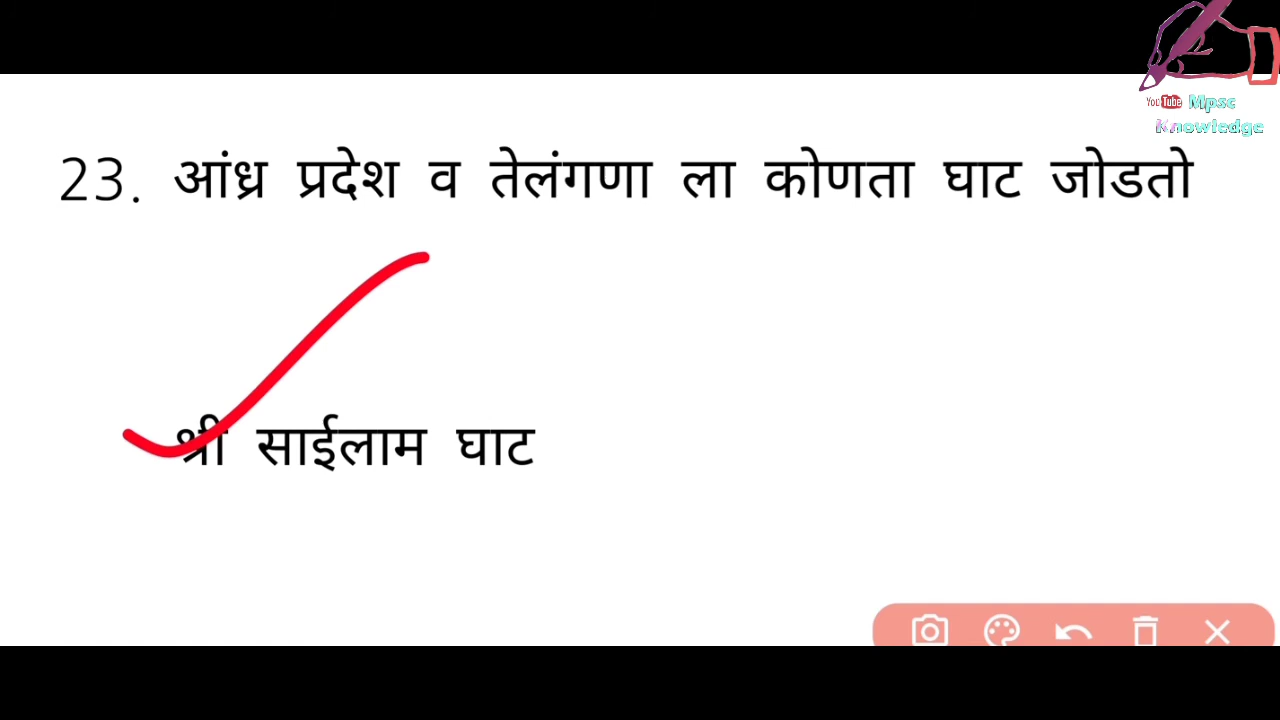 YouTube Mpsc
Knowledge
23. आंध्र प्रदेश व तेलंगणा ला कोणता घाट जोडतो
श्री साईलाम घाट